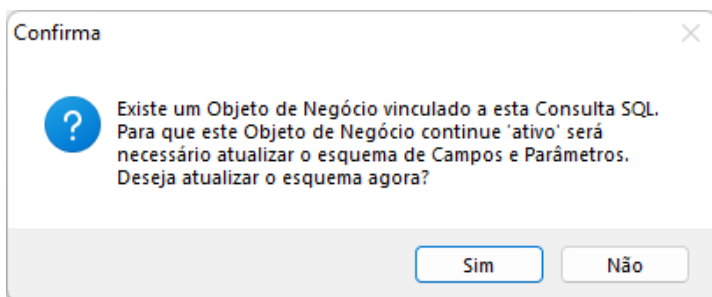 Confirma
Existe um Objeto de Negócio vinculado a esta Consulta SQL.
Para que este Objeto de Negócio continue 'ativo' será
necessário atualizar o esquema de Campos e Parâmetros.
Deseja atualizar o esquema agora?
Sim
Não